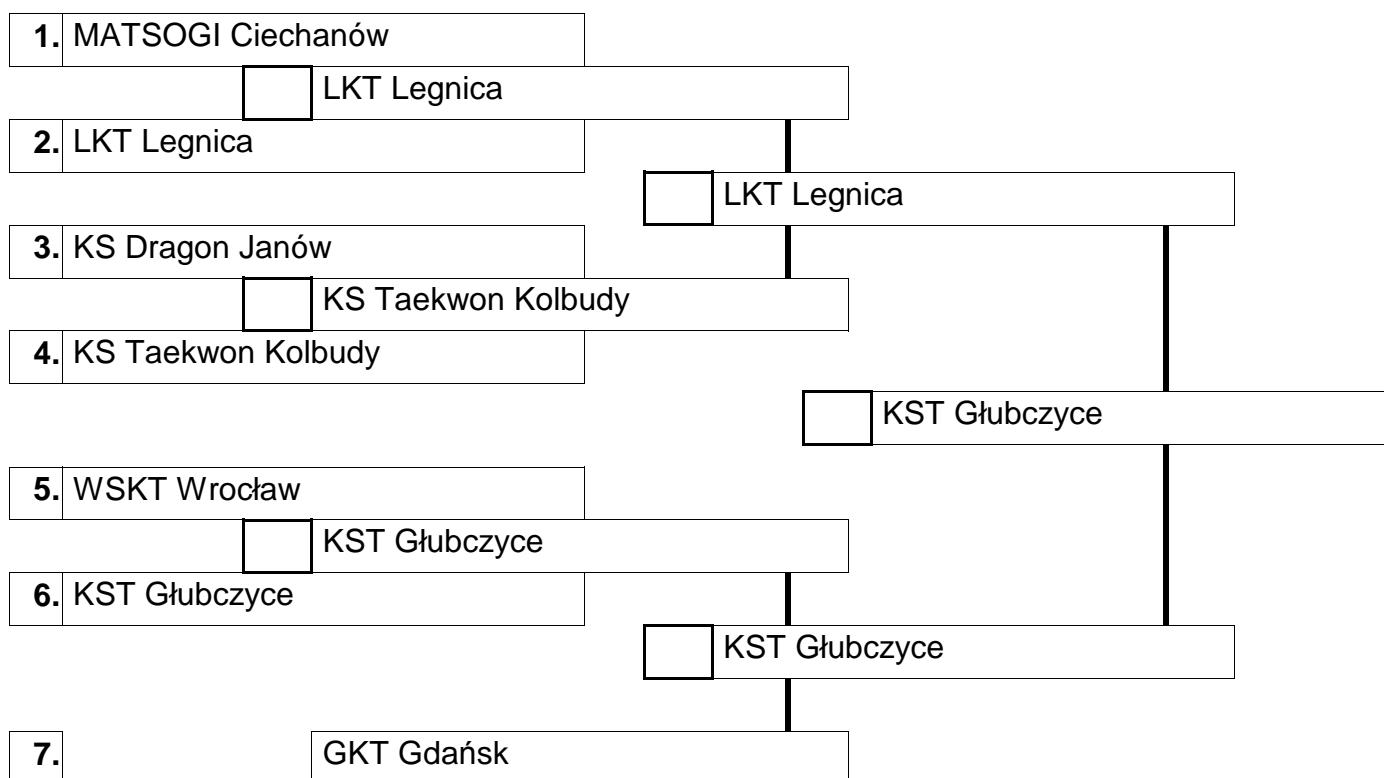 1. MATSOGI Ciechanów
LKT Legnica
2. LKT Legnica
LKT Legnica
3. KS Dragon Janów
KS Taekwon Kolbudy
4. KS Taekwon Kolbudy
KST Głubczyce
5. WSKT Wrocław
KST Głubczyce
6. KST Głubczyce
KST Głubczyce
7. GKT Gdańsk